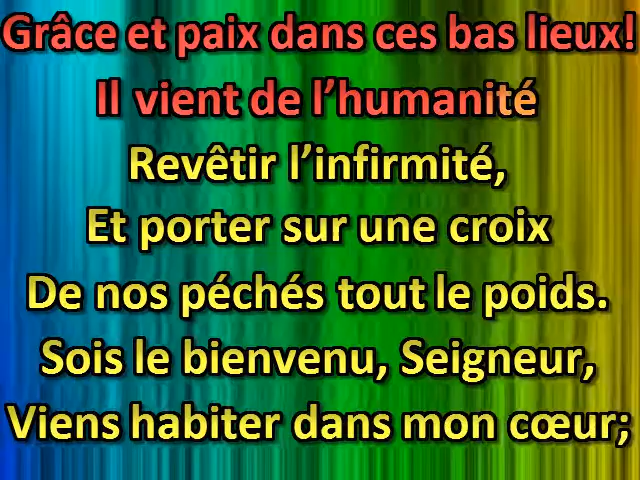 Grâce et paix dans ces bas lieux!
Il vient de l’humanité
Revêtir l’infirmité,
Et porter sur une croix
De nos péchés tout le poids.
Sois le bienvenu, Seigneur,
Viens habiter dans mon cœur;